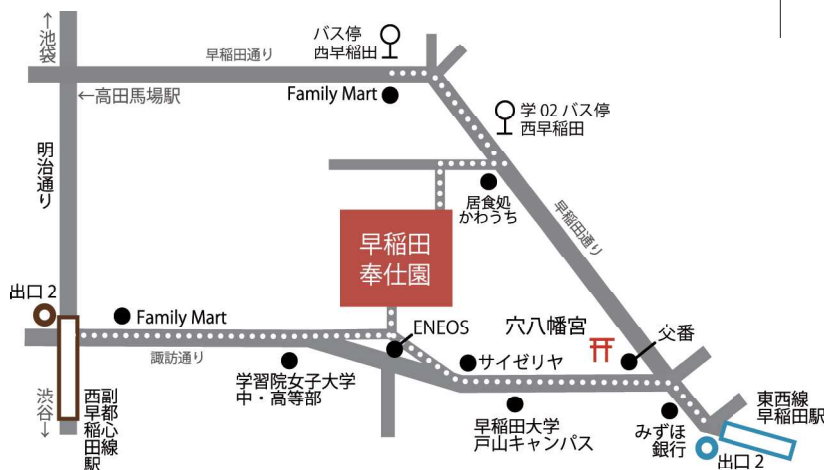 ↑池袋
早稲田通り
バス停
西早稲田
←高田馬場駅
Family Mart
学 02 バス停
西早稲田
明治通り
居食処
かわうち
早稲田通り
早稲田
奉仕園
出口 2
Family Mart
ENEOS
穴八幡宮
交番
諏訪通り
サイゼリヤ
学習院女子大学
中・高等部
渋谷↓
副都心線
西早稲田駅
早稲田大学
戸山キャンパス
みずほ
銀行
東西線
早稲田駅
出口 2